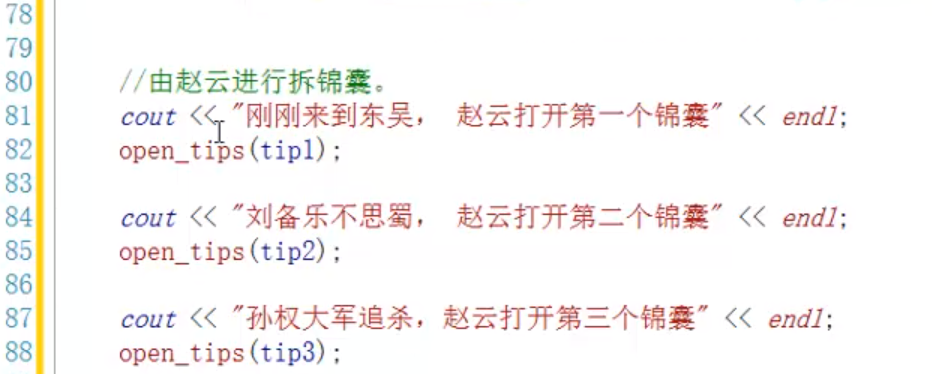 78
79
80 //由赵云进行拆锦囊。
81 cout << "刚刚来到东吴， 赵云打开第一个锦囊" << endl;
82 open_tips(tip1);
83
84 cout << "刘备乐不思蜀， 赵云打开第二个锦囊" << endl;
85 open_tips(tip2);
86
87 cout << "孙权大军追杀，赵云打开第三个锦囊" << endl;
88 open_tips(tip3);